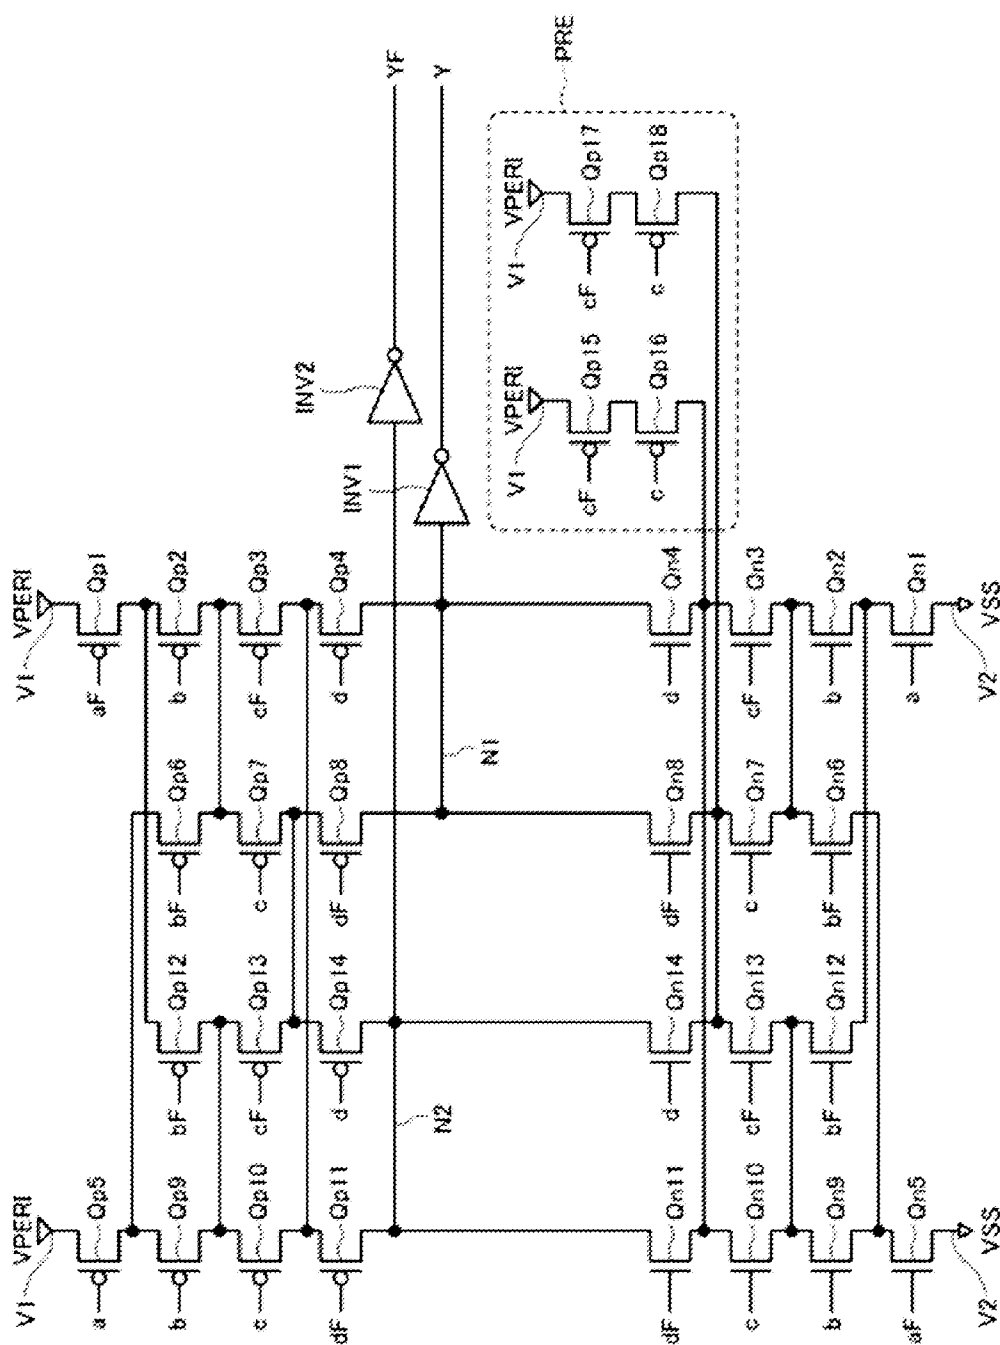 V1 VPERI V1 VPERI
a Qp5 aF Qp1
b Qp9 bF Qp12 bF Qp6 b Qp2
c Qp10 cF Qp13 c Qp7 cF Qp3
INV2
dF Qp11 d Qp14 dF Qp8 d Qp4
INV1
YF
N2 Y
N1
V1 VPERI V1 VPERI
PRE
cF Qp15 cF Qp17
c Qp16 c Qp18
dF Qn11 d Qn14 dF Qn8 d Qn4
c Qn10 cF Qn13 c Qn7 cF Qn3
b Qn9 bF Qn12 bF Qn6 b Qn2
aF Qn5 a Qn1
V2 VSS V2 VSS